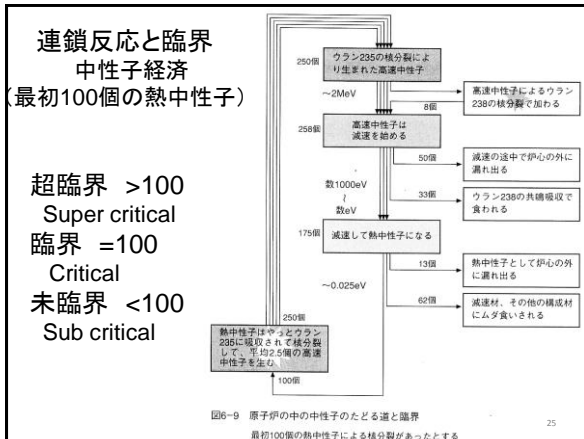 連鎖反応と臨界
中性子経済
(最初100個の熱中性子)
超臨界 >100
Super critical
臨界 =100
Critical
未臨界 <100
Sub critical
250個
ウラン235の核分裂によ
り生まれた高速中性子
~2MeV
高速中性子によるウラン
238の核分裂で加わる
8個
258個
高速中性子は
減速を始める
50個
減速の途中で炉心の外に
漏れ出る
数1000eV
~
数eV
33個
ウラン238の共鳴吸収で
食われる
175個
減速して熱中性子になる
13個
熱中性子として炉心の外
に漏れ出る
~0.025eV
62個
減速材、その他の構成材
にムダ食いされる
250個
熱中性子はやっとウラン
235に吸収されて核分裂
して、平均2.5個の高速
中性子を生む
100個
図6-9 原子炉の中の中性子のたどる道と臨界
最初100個の熱中性子による核分裂があったとする
25